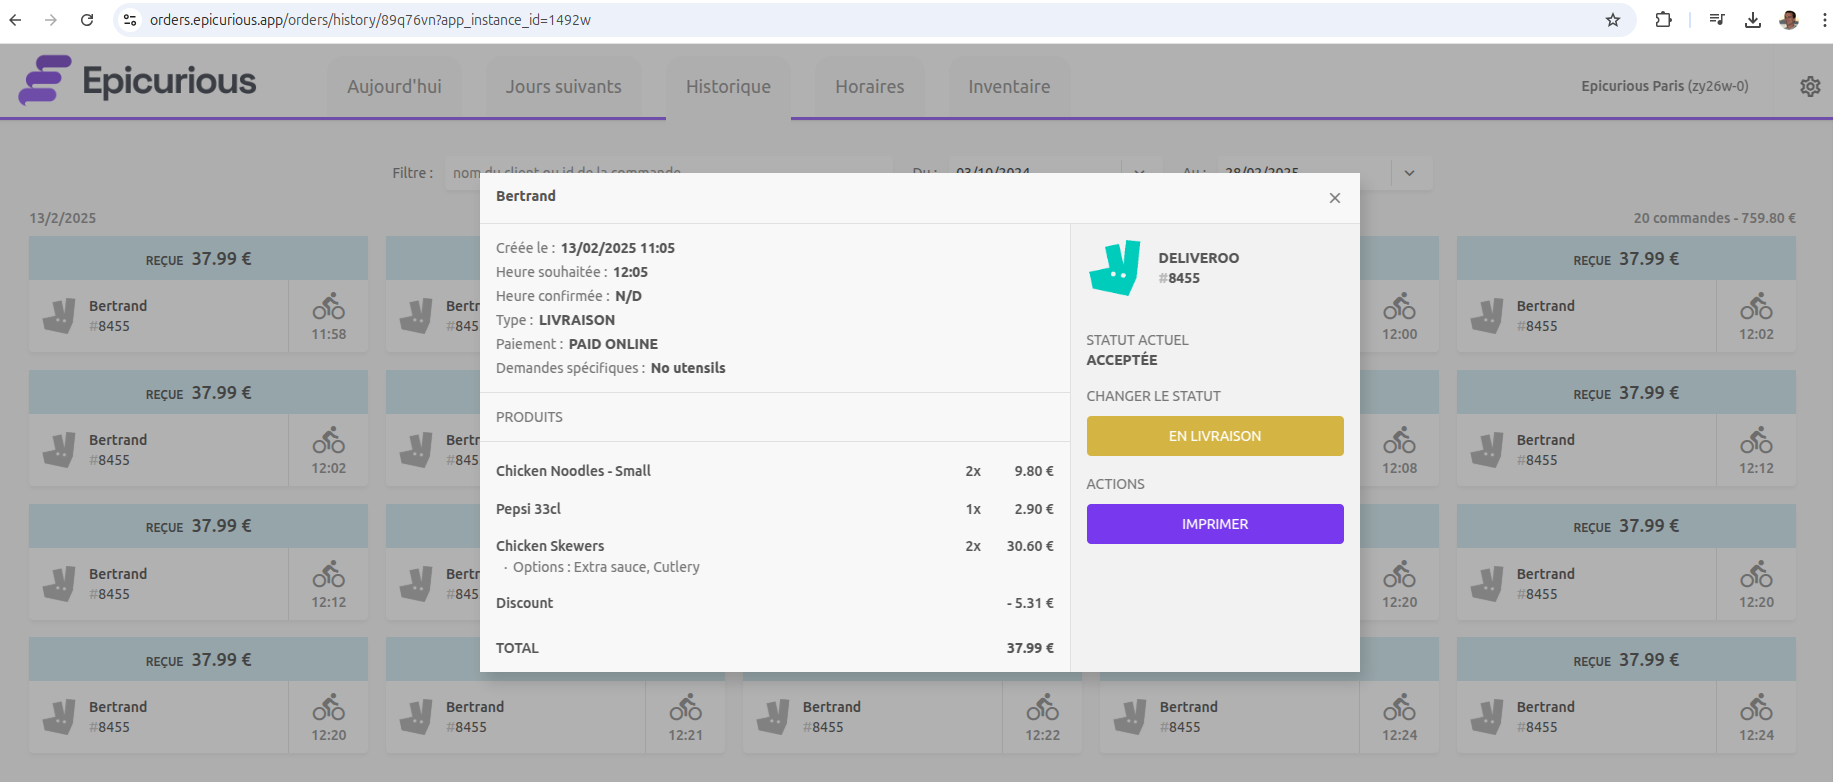 orders.epicurious.app/orders/history/89q76vn?app_instance_id=1492w
Epicurious
Aujourd'hui
Jours suivants
Historique
Horaires
Inventaire
Epicurious Paris (zy26w-0)
Filtre :
nom du client ou id de la commande
Du :
03/10/2024
Au :
28/02/2025
13/2/2025
20 commandes - 759.80 €
Bertrand
Créée le : 13/02/2025 11:05
Heure souhaitée : 12:05
Heure confirmée : N/D
Type : LIVRAISON
Paiement : PAID ONLINE
Demandes spécifiques : No utensils
PRODUITS
Chicken Noodles - Small 2x 9.80 €
Pepsi 33cl 1x 2.90 €
Chicken Skewers 2x 30.60 €
· Options : Extra sauce, Cutlery
Discount - 5.31 €
TOTAL 37.99 €
DELIVEROO
#8455
STATUT ACTUEL
ACCEPTÉE
CHANGER LE STATUT
EN LIVRAISON
ACTIONS
IMPRIMER
REÇUE 37.99 €
Bertrand
#8455
11:58
Bertr
#845
12:00
REÇUE 37.99 €
Bertrand
#8455
12:02
REÇUE 37.99 €
Bertrand
#8455
12:02
Bertr
#845
12:08
REÇUE 37.99 €
Bertrand
#8455
12:12
REÇUE 37.99 €
Bertrand
#8455
12:12
Bertr
#845
12:20
REÇUE 37.99 €
Bertrand
#8455
12:20
REÇUE 37.99 €
Bertrand
#8455
12:20
Bertrand
#8455
12:21
Bertrand
#8455
12:22
Bertrand
#8455
12:24
REÇUE 37.99 €
Bertrand
#8455
12:24